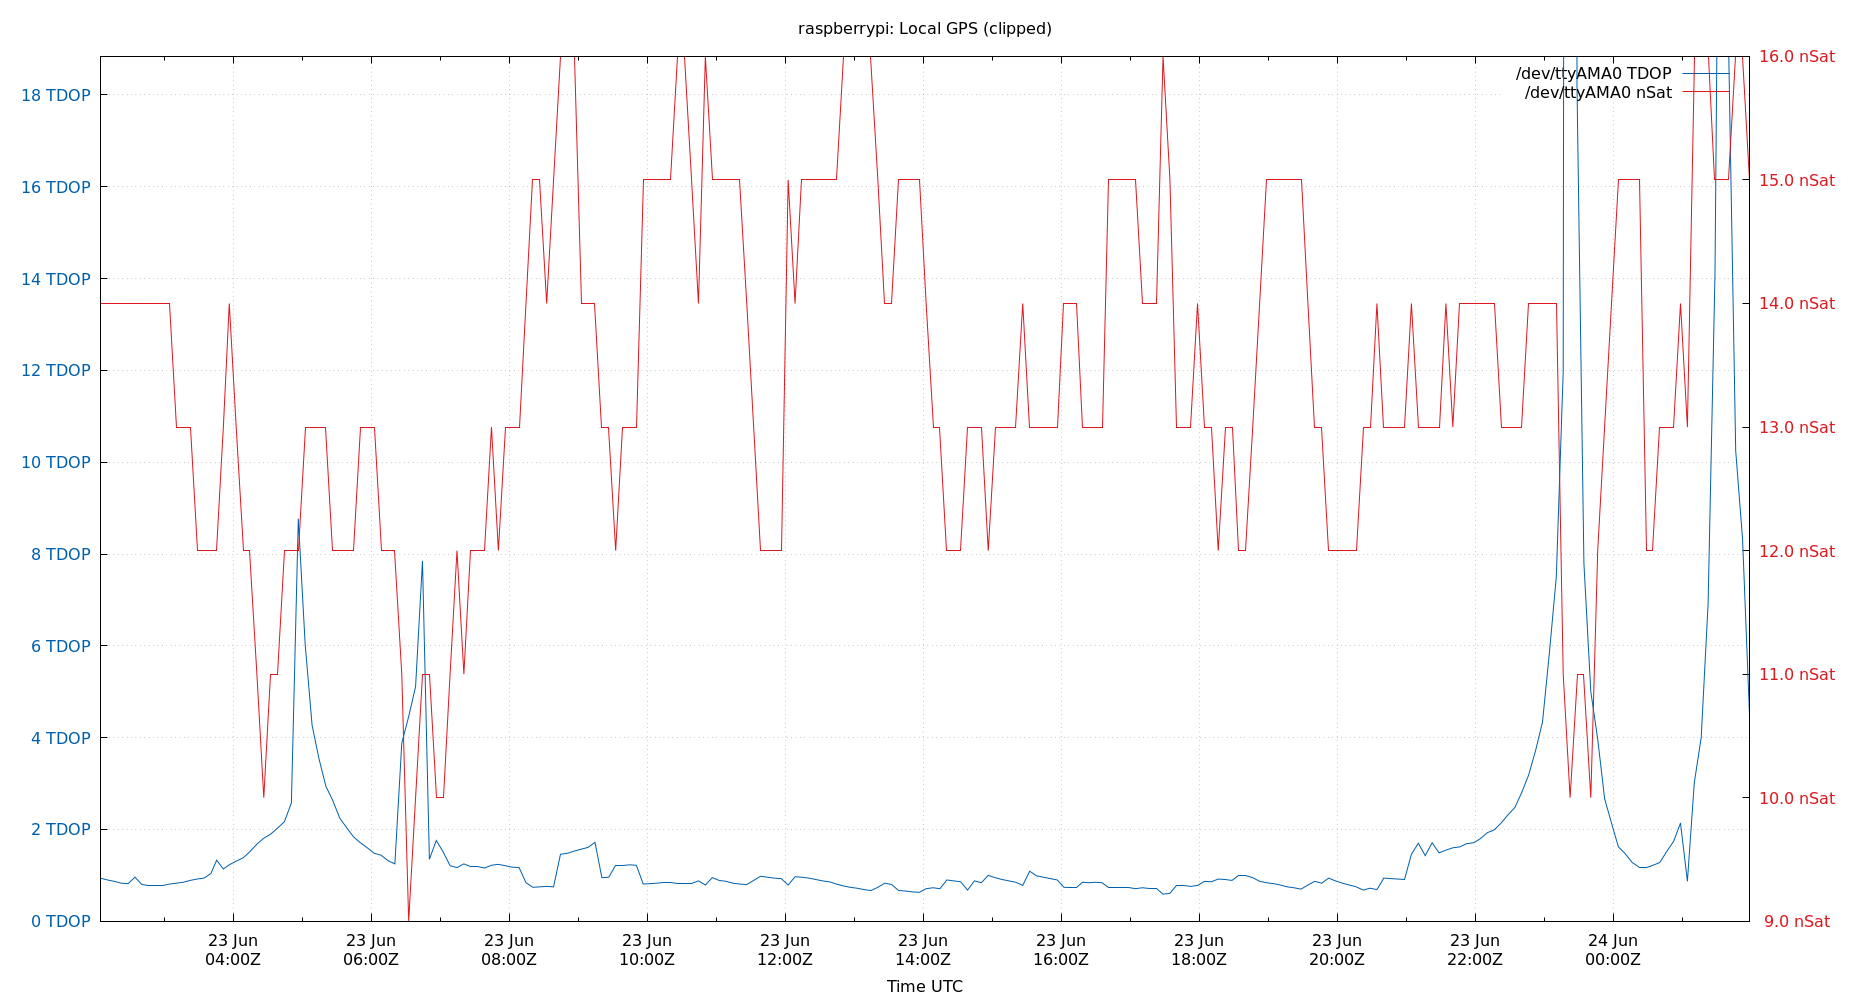 raspberrypi: Local GPS (clipped)
/dev/ttyAMA0 TDOP
/dev/ttyAMA0 nSat
18 TDOP
16 TDOP
14 TDOP
12 TDOP
10 TDOP
8 TDOP
6 TDOP
4 TDOP
2 TDOP
0 TDOP
16.0 nSat
15.0 nSat
14.0 nSat
13.0 nSat
12.0 nSat
11.0 nSat
10.0 nSat
9.0 nSat
23 Jun
04:00Z
23 Jun
06:00Z
23 Jun
08:00Z
23 Jun
10:00Z
23 Jun
12:00Z
23 Jun
14:00Z
23 Jun
16:00Z
23 Jun
18:00Z
23 Jun
20:00Z
23 Jun
22:00Z
24 Jun
00:00Z
Time UTC